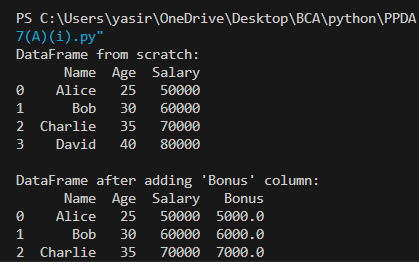 PS C:\Users\yasir\OneDrive\Desktop\BCA\python\PPDA
7(A)(i).py"
DataFrame from scratch:
      Name  Age  Salary
0    Alice   25   50000
1      Bob   30   60000
2  Charlie   35   70000
3    David   40   80000

DataFrame after adding 'Bonus' column:
      Name  Age  Salary   Bonus
0    Alice   25   50000  5000.0
1      Bob   30   60000  6000.0
2  Charlie   35   70000  7000.0